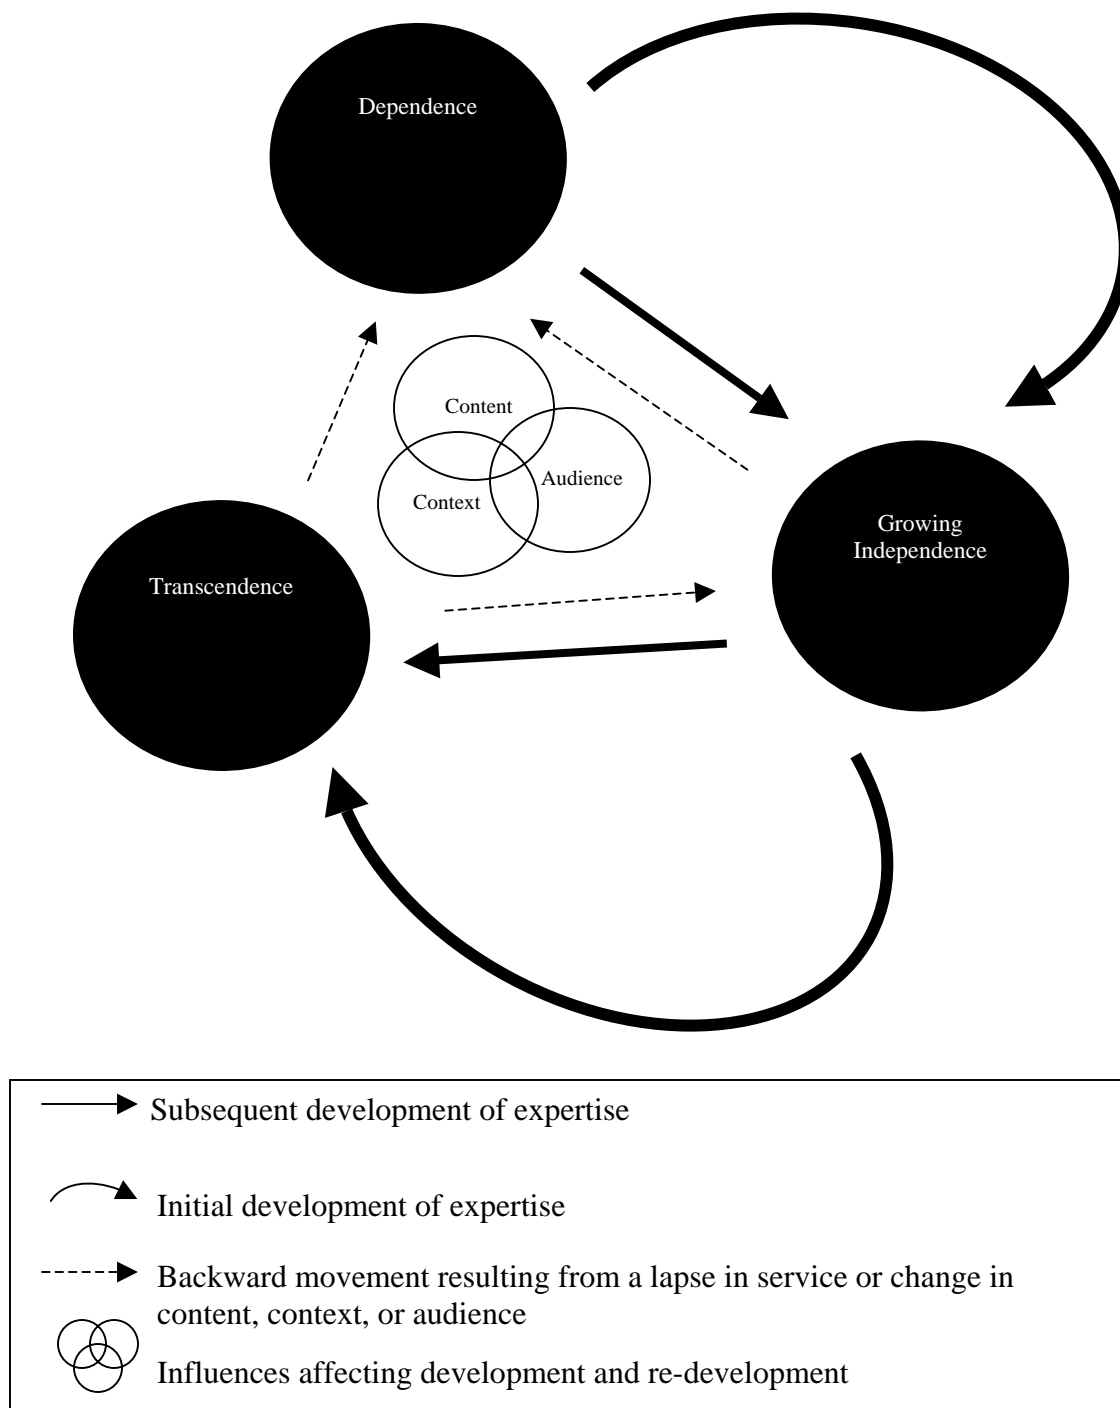 Dependence
Content
Audience
Context
Growing
Independence
Transcendence
Subsequent development of expertise
Initial development of expertise
Backward movement resulting from a lapse in service or change in
content, context, or audience
Influences affecting development and re-development